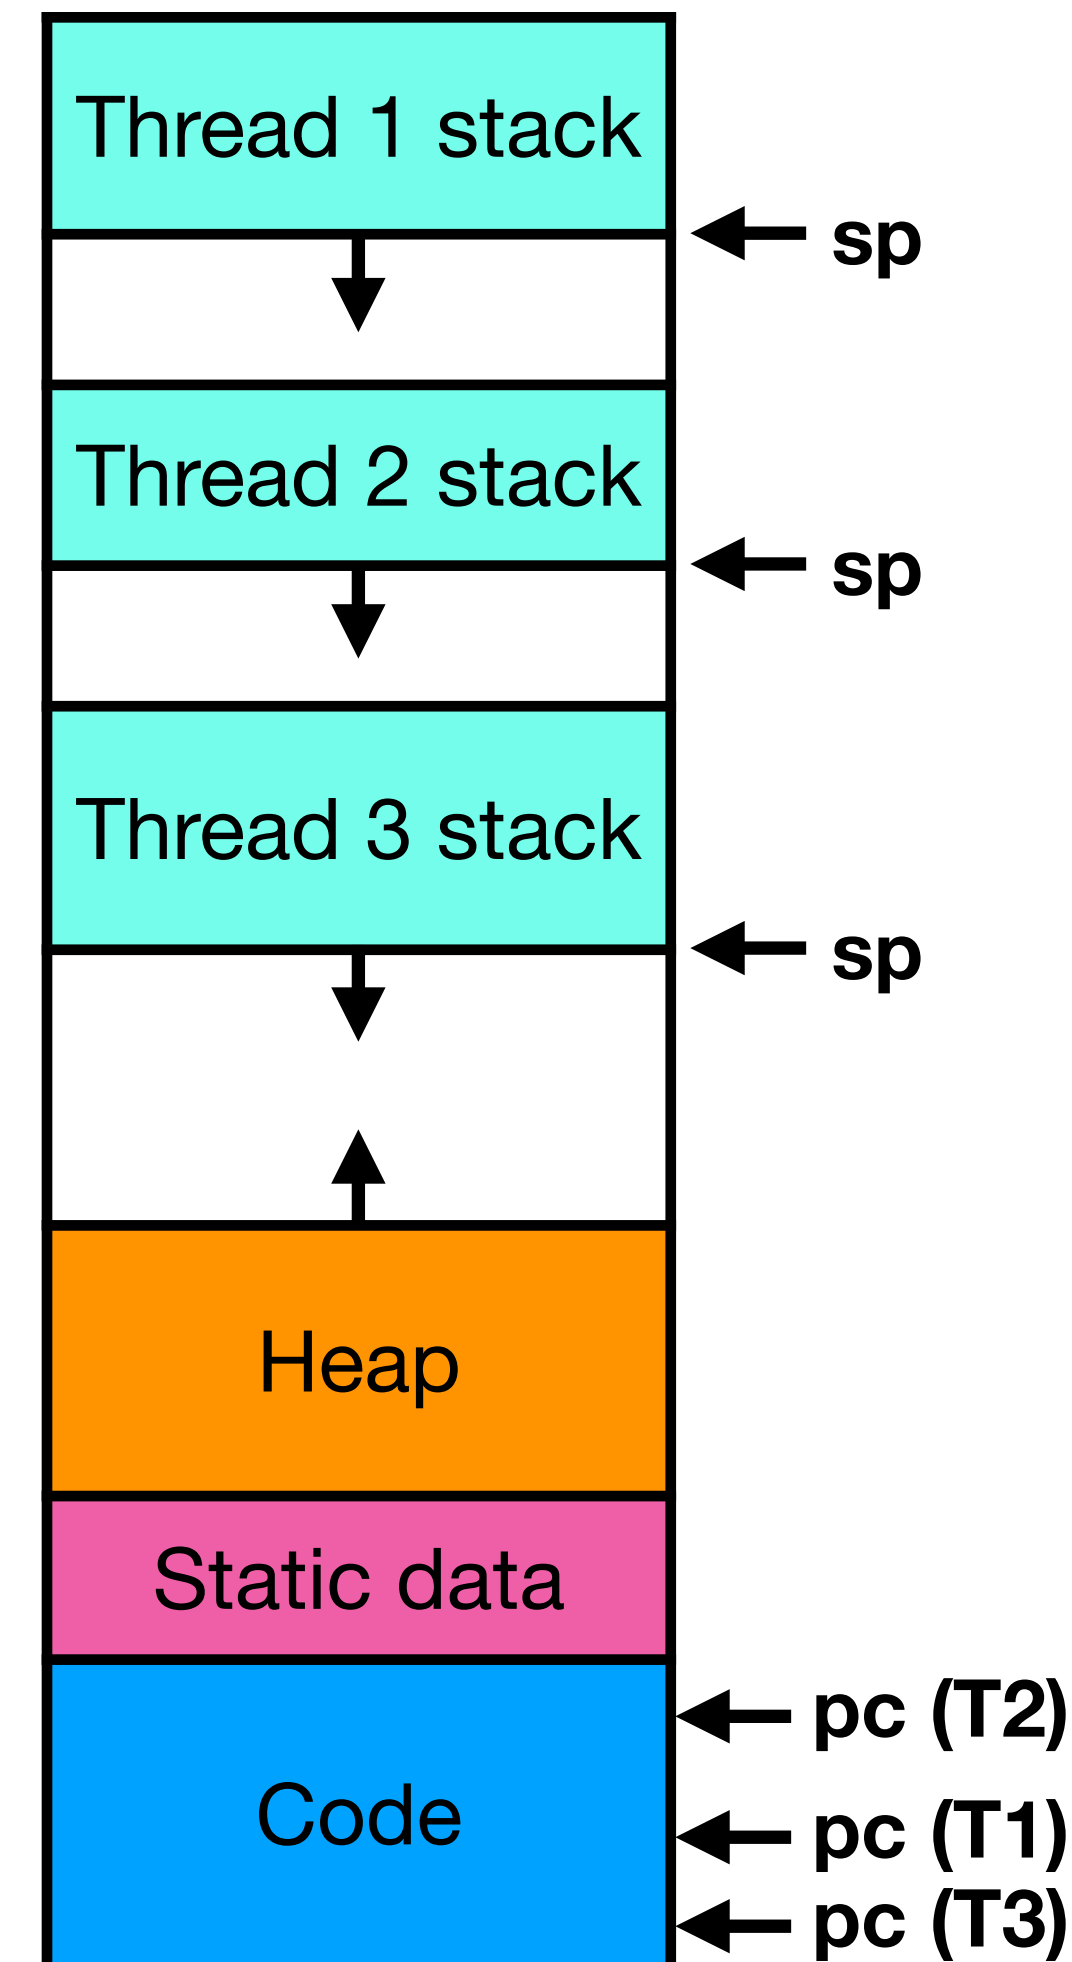 Thread 1 stack
sp
Thread 2 stack
sp
Thread 3 stack
sp
Heap
Static data
pc (T2)
Code
pc (T1)
pc (T3)